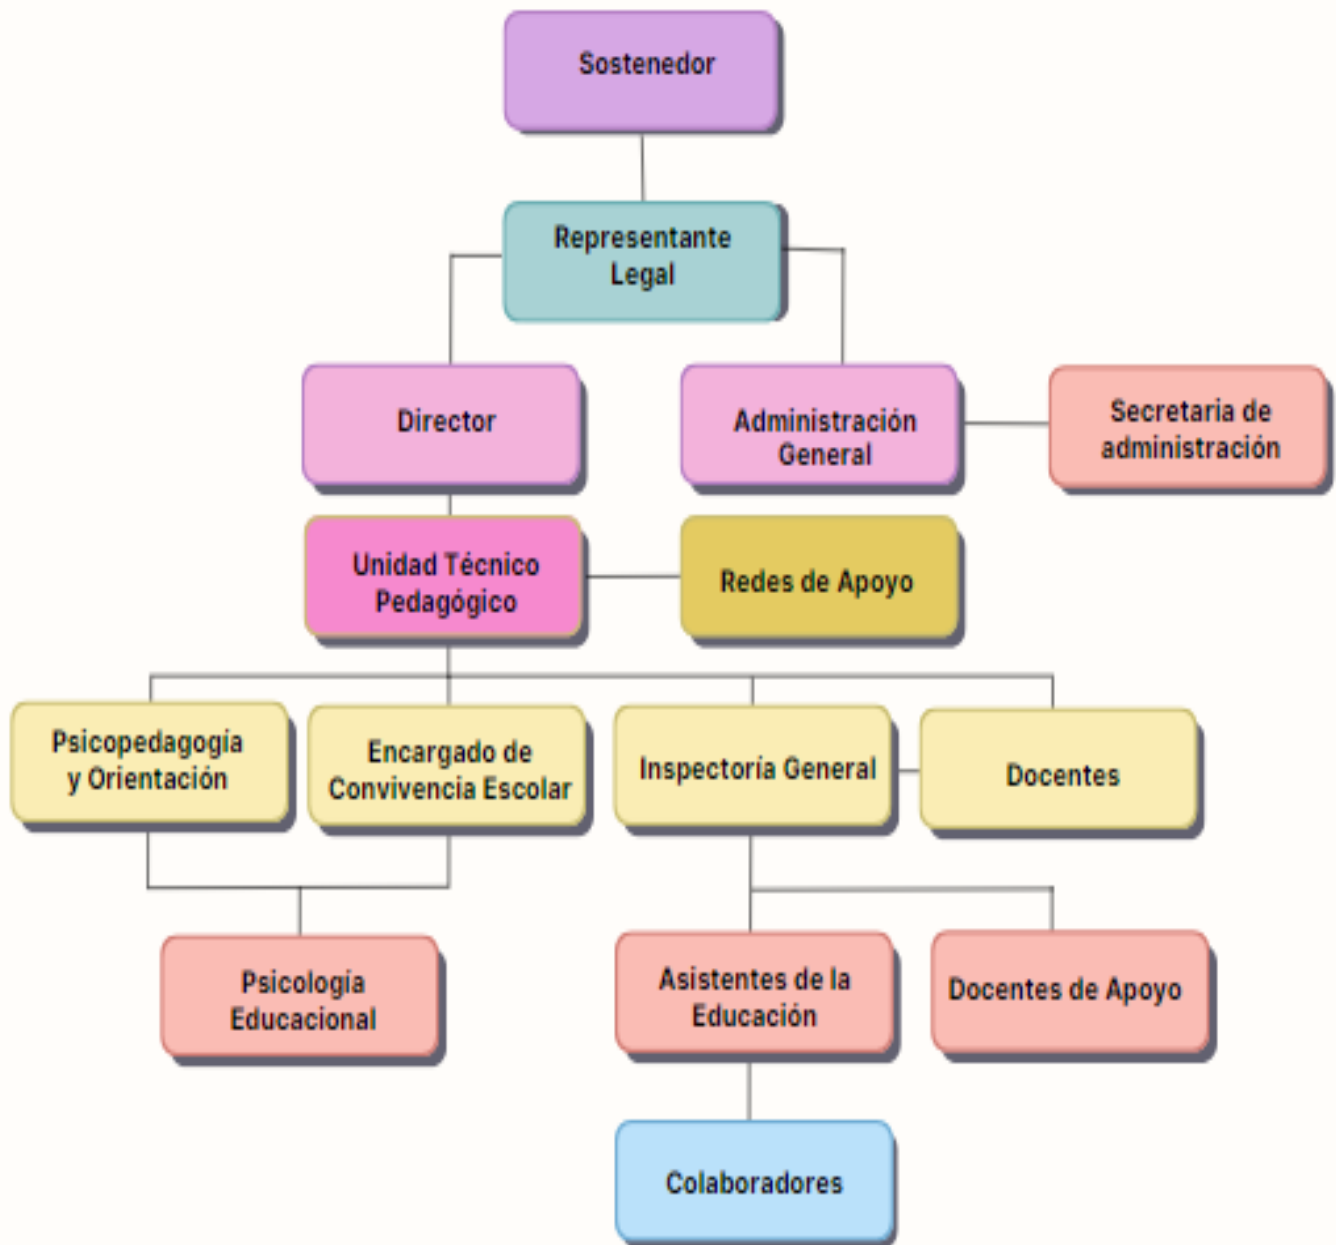 Sostenedor
Representante
Legal
Director
Administración
General
Secretaria de
administración
Unidad Técnico
Pedagógico
Redes de Apoyo
Psicopedagogía
y Orientación
Encargado de
Convivencia Escolar
Inspectoría General
Docentes
Psicología
Educacional
Asistentes de la
Educación
Docentes de Apoyo
Colaboradores